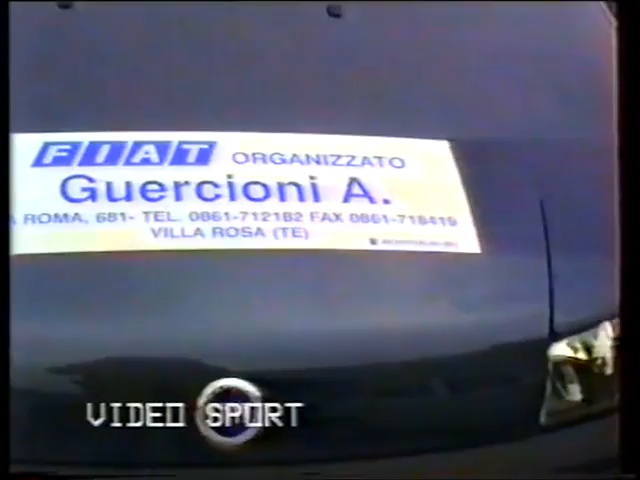 FIAT ORGANIZZATO
Guercioni A.
A ROMA, 681- TEL. 0861-712182 FAX 0861-718419
VILLA ROSA (TE)
VIDEO SPORT